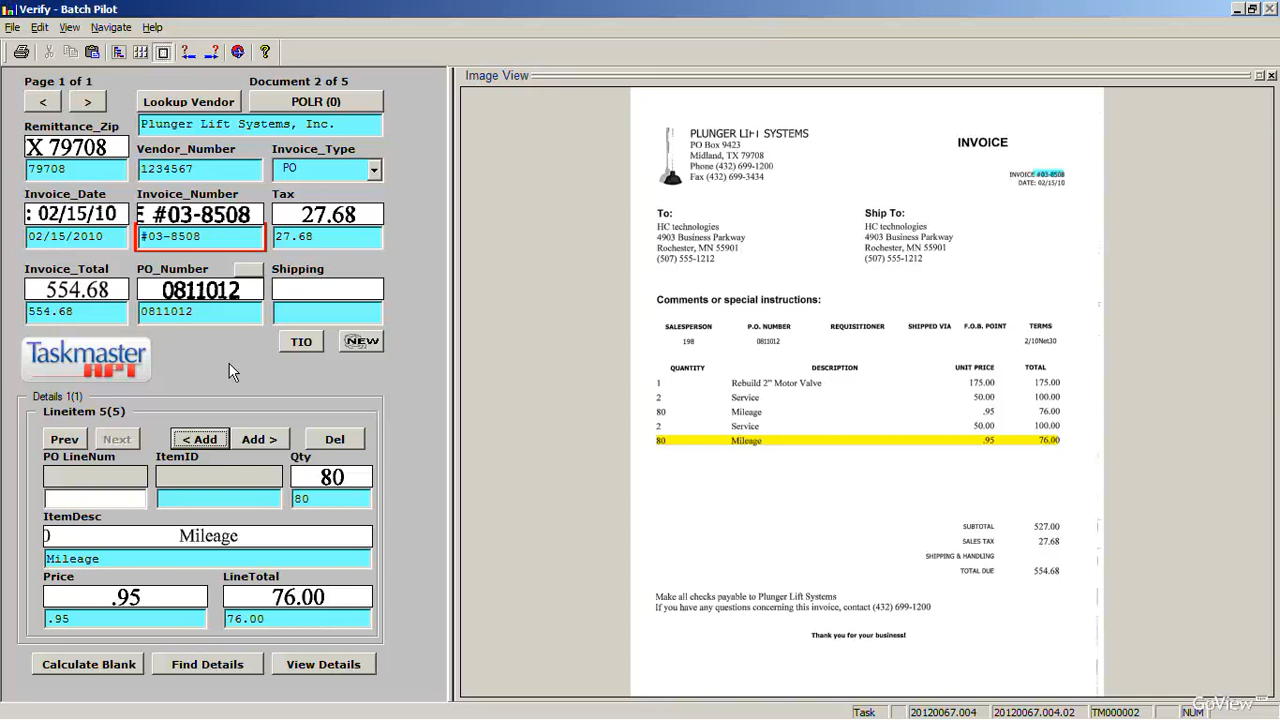 Verify - Batch Pilot
File Edit View Navigate Help
Page 1 of 1 Document 2 of 5
< > Lookup Vendor POLR (0)
Remittance_Zip Plunger Lift Systems, Inc.
X 79708 Vendor_Number Invoice_Type
79708 1234567 PO
Invoice_Date Invoice_Number Tax
: 02/15/10 E #03-8508 27.68
02/15/2010 #03-8508 27.68
Invoice_Total PO_Number Shipping
554.68 0811012
554.68 0811012
TIO NEW
Taskmaster
Details 1(1)
Lineitem 5(5)
Prev Next < Add Add > Del
PO LineNum ItemID Qty
80
80
ItemDesc
0 Mileage
Mileage
Price LineTotal
.95 76.00
.95 76.00
Calculate Blank Find Details View Details
Image View
PLUNGER LIFT SYSTEMS
PO Box 9423
Midland, TX 79708
Phone (432) 699-1200
Fax (432) 699-3434
INVOICE
INVOICE #03-8508
DATE: 02/15/10
To:
HC technologies
4903 Business Parkway
Rochester, MN 55901
(507) 555-1212
Ship To:
HC technologies
4903 Business Parkway
Rochester, MN 55901
(507) 555-1212
Comments or special instructions:
SALESPERSON P.O. NUMBER REQUISITIONER SHIPPED VIA F.O.B. POINT TERMS
198 0811012 2/10Net30
QUANTITY DESCRIPTION UNIT PRICE TOTAL
1 Rebuild 2" Motor Valve 175.00 175.00
2 Service 50.00 100.00
80 Mileage .95 76.00
2 Service 50.00 100.00
80 Mileage .95 76.00
SUBTOTAL 527.00
SALES TAX 27.68
SHIPPING & HANDLING
TOTAL DUE 554.68
Make all checks payable to Plunger Lift Systems
If you have any questions concerning this invoice, contact (432) 699-1200
Thank you for your business!
GoView
Task 20120067.004 20120067.004.02 TM000002 NUM